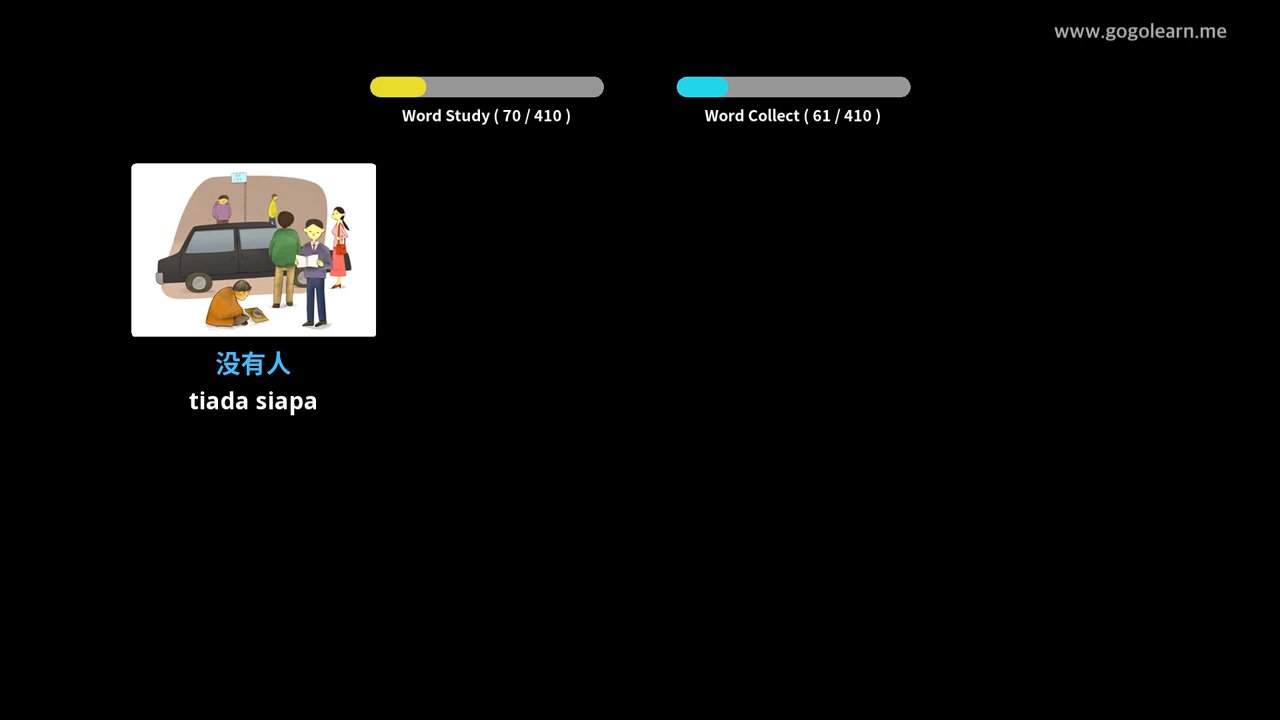 www.gogolearn.me
Word Study ( 70 / 410 )
Word Collect ( 61 / 410 )
没有人
tiada siapa